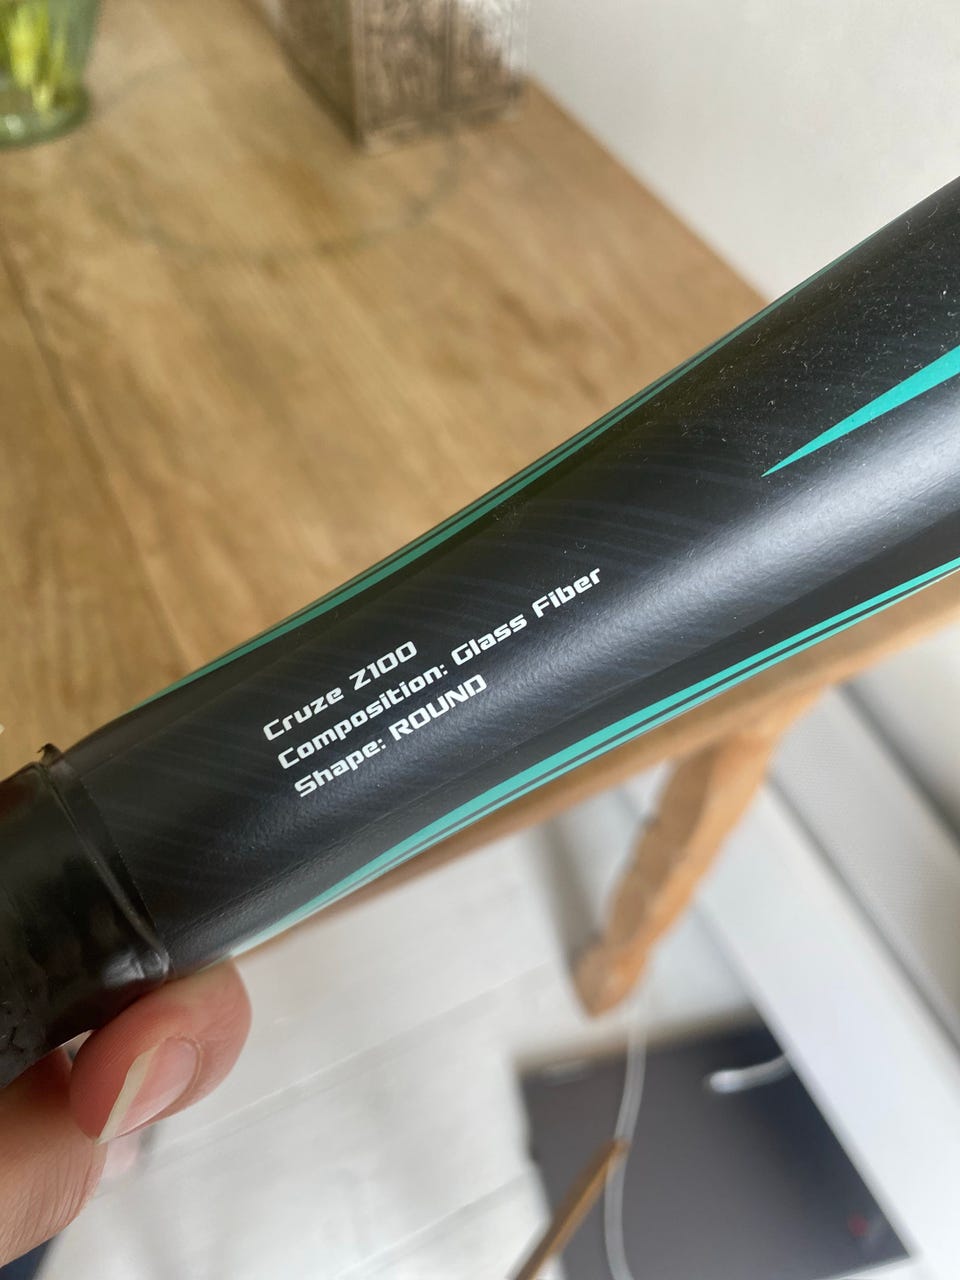 Cruze Z100
Composition: Glass Fiber
Shape: ROUND